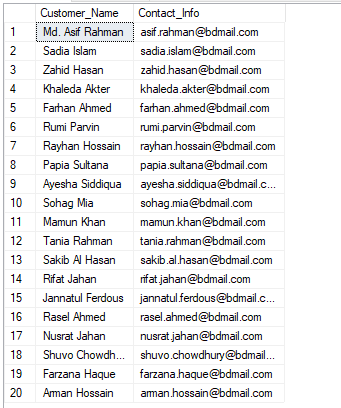 Customer_Name Contact_Info
1 Md. Asif Rahman asif.rahman@bdmail.com
2 Sadia Islam sadia.islam@bdmail.com
3 Zahid Hasan zahid.hasan@bdmail.com
4 Khaleda Akter khaleda.akter@bdmail.com
5 Farhan Ahmed farhan.ahmed@bdmail.com
6 Rumi Parvin rumi.parvin@bdmail.com
7 Rayhan Hossain rayhan.hossain@bdmail.com
8 Papia Sultana papia.sultana@bdmail.com
9 Ayesha Siddiqua ayesha.siddiqua@bdmail.c...
10 Sohag Mia sohag.mia@bdmail.com
11 Mamun Khan mamun.khan@bdmail.com
12 Tania Rahman tania.rahman@bdmail.com
13 Sakib Al Hasan sakib.al.hasan@bdmail.com
14 Rifat Jahan rifat.jahan@bdmail.com
15 Jannatul Ferdous jannatul.ferdous@bdmail.com
16 Rasel Ahmed rasel.ahmed@bdmail.com
17 Nusrat Jahan nusrat.jahan@bdmail.com
18 Shuvo Chowdh... shuvo.chowdhury@bdmail.com
19 Farzana Haque farzana.haque@bdmail.com
20 Aman Hossain aman.hossain@bdmail.com